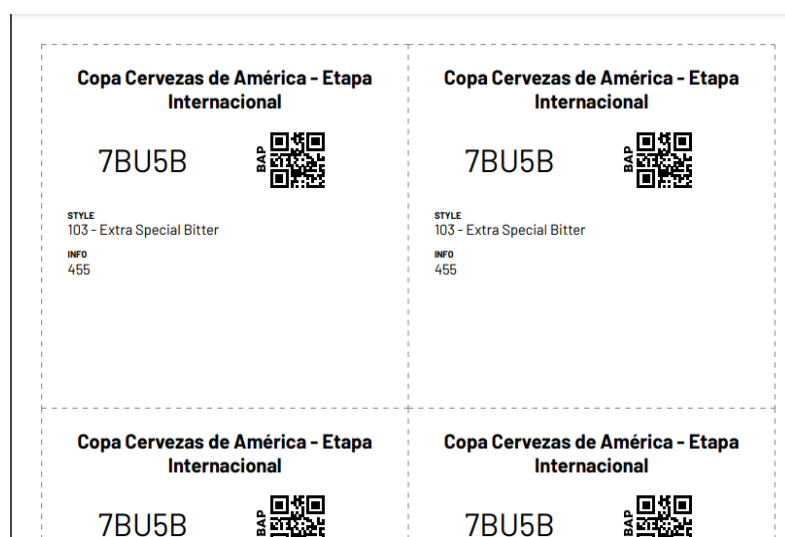 Copa Cervezas de América - Etapa
Internacional
7BU5B
BAP
STYLE
103 - Extra Special Bitter
INFO
455
Copa Cervezas de América - Etapa
Internacional
7BU5B
BAP
STYLE
103 - Extra Special Bitter
INFO
455
Copa Cervezas de América - Etapa
Internacional
7BU5B
BAP
Copa Cervezas de América - Etapa
Internacional
7BU5B
BAP